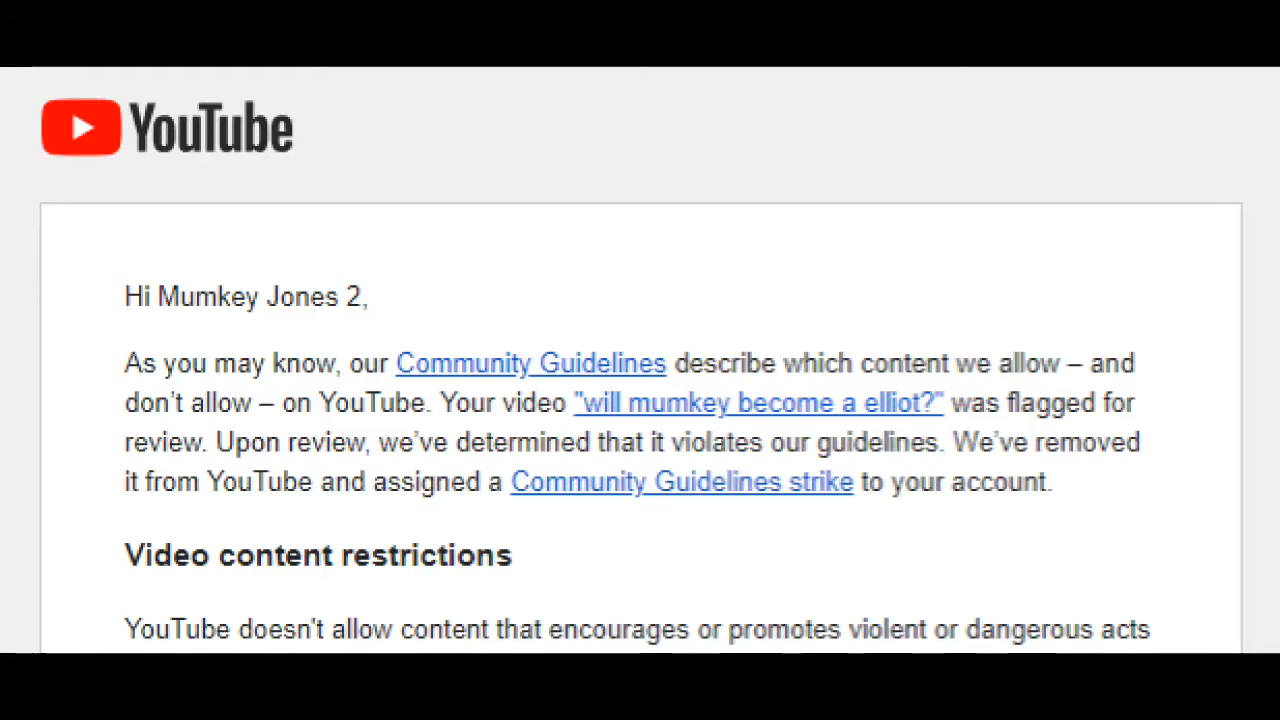 YouTube
Hi Mumkey Jones 2,
As you may know, our Community Guidelines describe which content we allow – and
don't allow – on YouTube. Your video "will mumkey become a elliot?" was flagged for
review. Upon review, we've determined that it violates our guidelines. We've removed
it from YouTube and assigned a Community Guidelines strike to your account.
Video content restrictions
YouTube doesn't allow content that encourages or promotes violent or dangerous acts